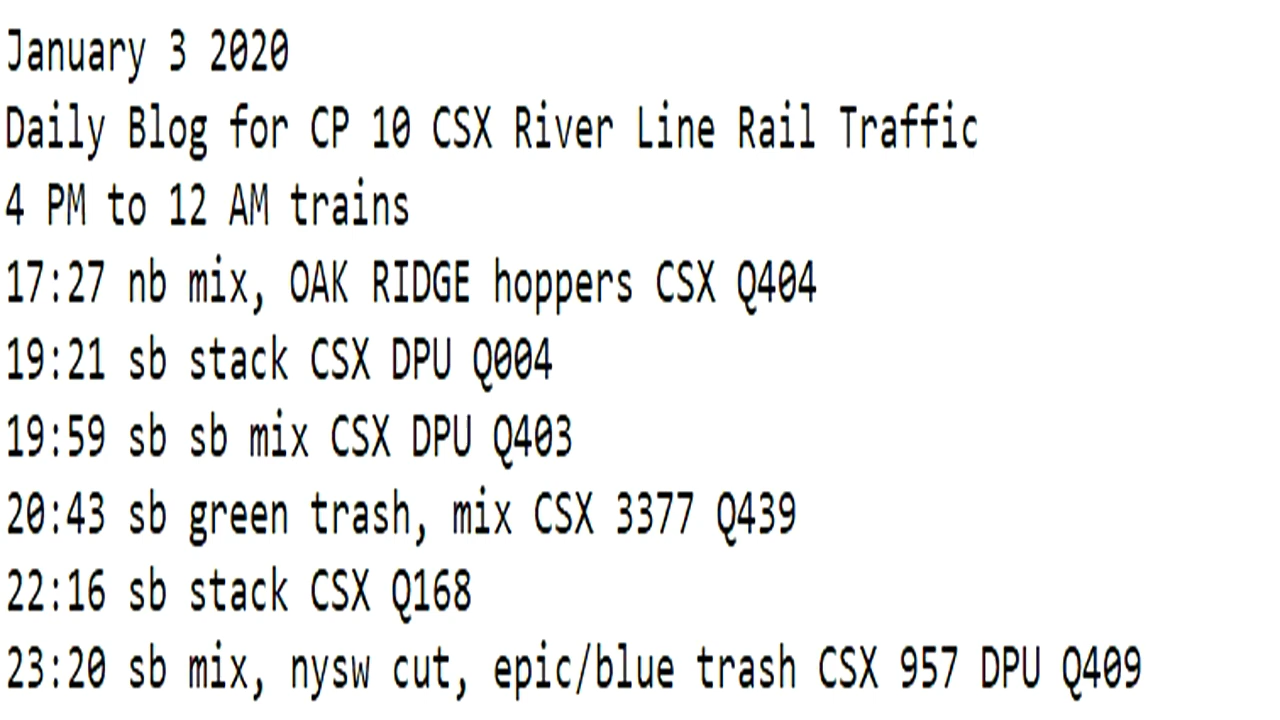 January 3 2020
Daily Blog for CP 10 CSX River Line Rail Traffic
4 PM to 12 AM trains
17:27 nb mix, OAK RIDGE hoppers CSX Q404
19:21 sb stack CSX DPU Q004
19:59 sb sb mix CSX DPU Q403
20:43 sb green trash, mix CSX 3377 Q439
22:16 sb stack CSX Q168
23:20 sb mix, nysw cut, epic/blue trash CSX 957 DPU Q409